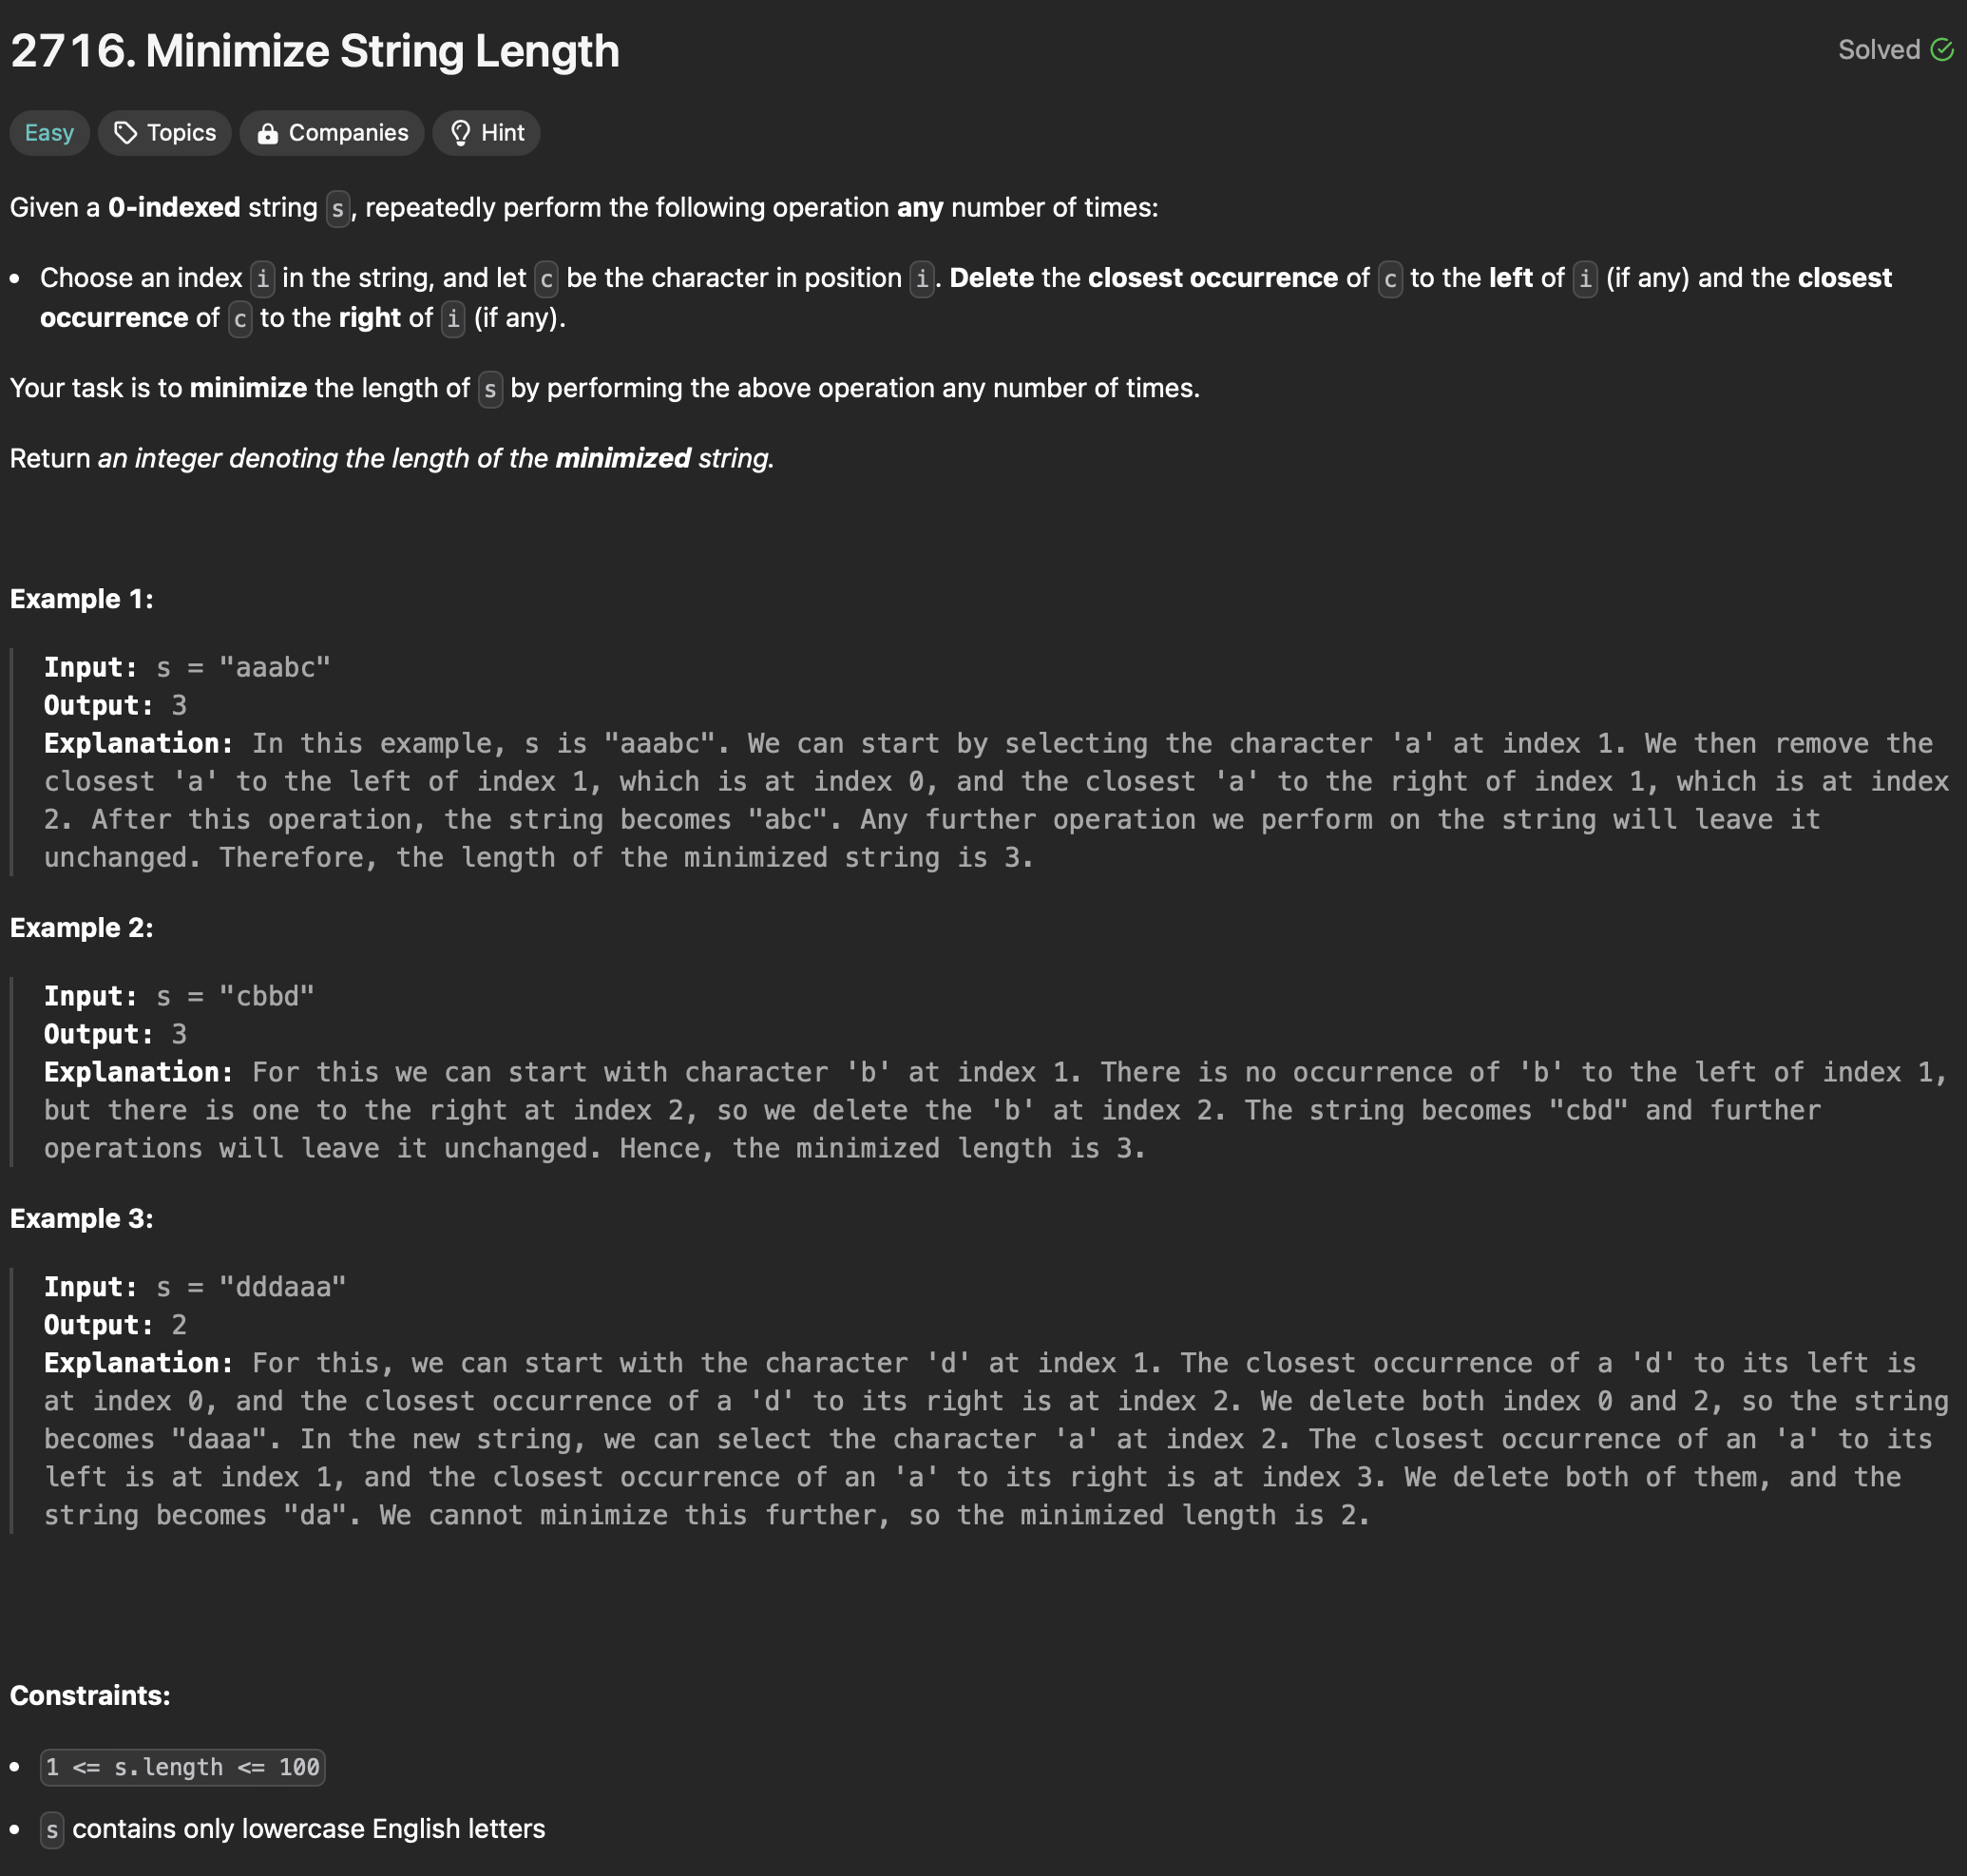 2716. Minimize String Length
Solved
Easy
Topics
Companies
Hint
Given a 0-indexed string s, repeatedly perform the following operation any number of times:
• Choose an index i in the string, and let c be the character in position i. Delete the closest occurrence of c to the left of i (if any) and the closest
occurrence of c to the right of i (if any).
Your task is to minimize the length of s by performing the above operation any number of times.
Return an integer denoting the length of the minimized string.
Example 1:
Input: s = "aaabc"
Output: 3
Explanation: In this example, s is "aaabc". We can start by selecting the character 'a' at index 1. We then remove the
closest 'a' to the left of index 1, which is at index 0, and the closest 'a' to the right of index 1, which is at index
2. After this operation, the string becomes "abc". Any further operation we perform on the string will leave it
unchanged. Therefore, the length of the minimized string is 3.
Example 2:
Input: s = "cbbd"
Output: 3
Explanation: For this we can start with character 'b' at index 1. There is no occurrence of 'b' to the left of index 1,
but there is one to the right at index 2, so we delete the 'b' at index 2. The string becomes "cbd" and further
operations will leave it unchanged. Hence, the minimized length is 3.
Example 3:
Input: s = "dddaaa"
Output: 2
Explanation: For this, we can start with the character 'd' at index 1. The closest occurrence of a 'd' to its left is
at index 0, and the closest occurrence of a 'd' to its right is at index 2. We delete both index 0 and 2, so the string
becomes "daaa". In the new string, we can select the character 'a' at index 2. The closest occurrence of an 'a' to its
left is at index 1, and the closest occurrence of an 'a' to its right is at index 3. We delete both of them, and the
string becomes "da". We cannot minimize this further, so the minimized length is 2.
Constraints:
• 1 <= s.length <= 100
• s contains only lowercase English letters